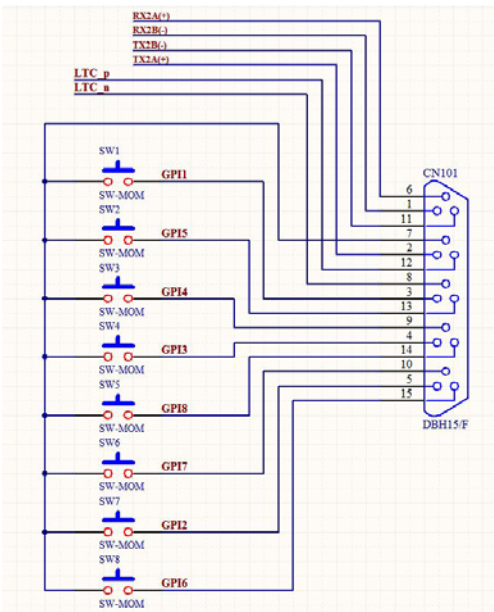 RX2A(+)
RX2B(-)
TX2B(-)
TX2A(+)
LTC_p
LTC_n
SW1
GPI1
SW-MOM
SW2
GPI5
SW-MOM
SW3
GPI4
SW-MOM
SW4
GPI3
SW-MOM
SW5
GPI8
SW-MOM
SW6
GPI7
SW-MOM
SW7
GPI2
SW-MOM
SW8
GPI6
SW-MOM
CN101
6
1
11
7
2
12
8
3
13
9
4
14
10
5
15
DBH15/F